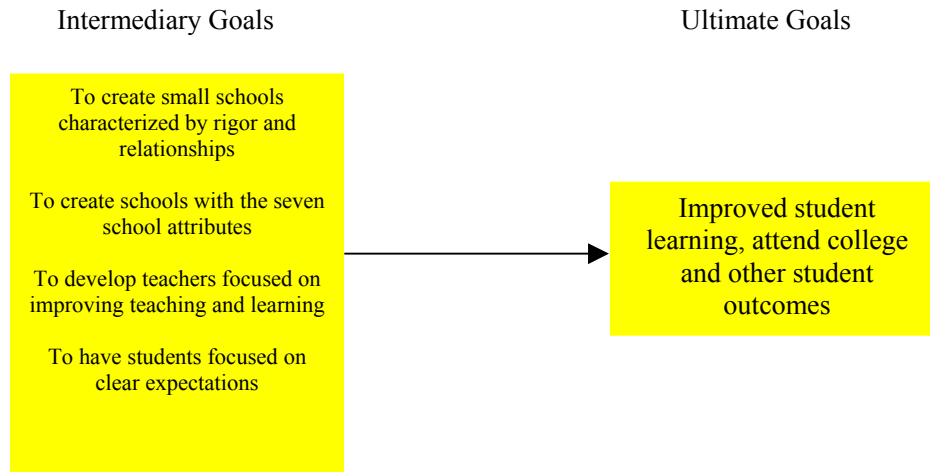 Intermediary Goals
Ultimate Goals
To create small schools
characterized by rigor and
relationships
To create schools with the seven
school attributes
To develop teachers focused on
improving teaching and learning
To have students focused on
clear expectations
Improved student
learning, attend college
and other student
outcomes